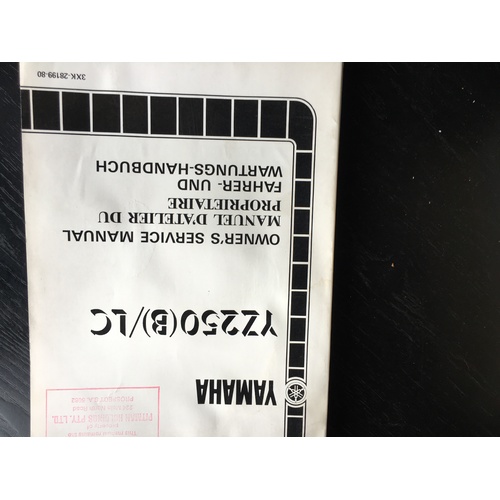 YAMAHA
YZ250(B)/LC
OWNER'S SERVICE MANUAL
MANUEL D'ATELIER DU
PROPRIETAIRE
FAHRER- UND
WARTUNGS-HANDBUCH
3XK-28199-80